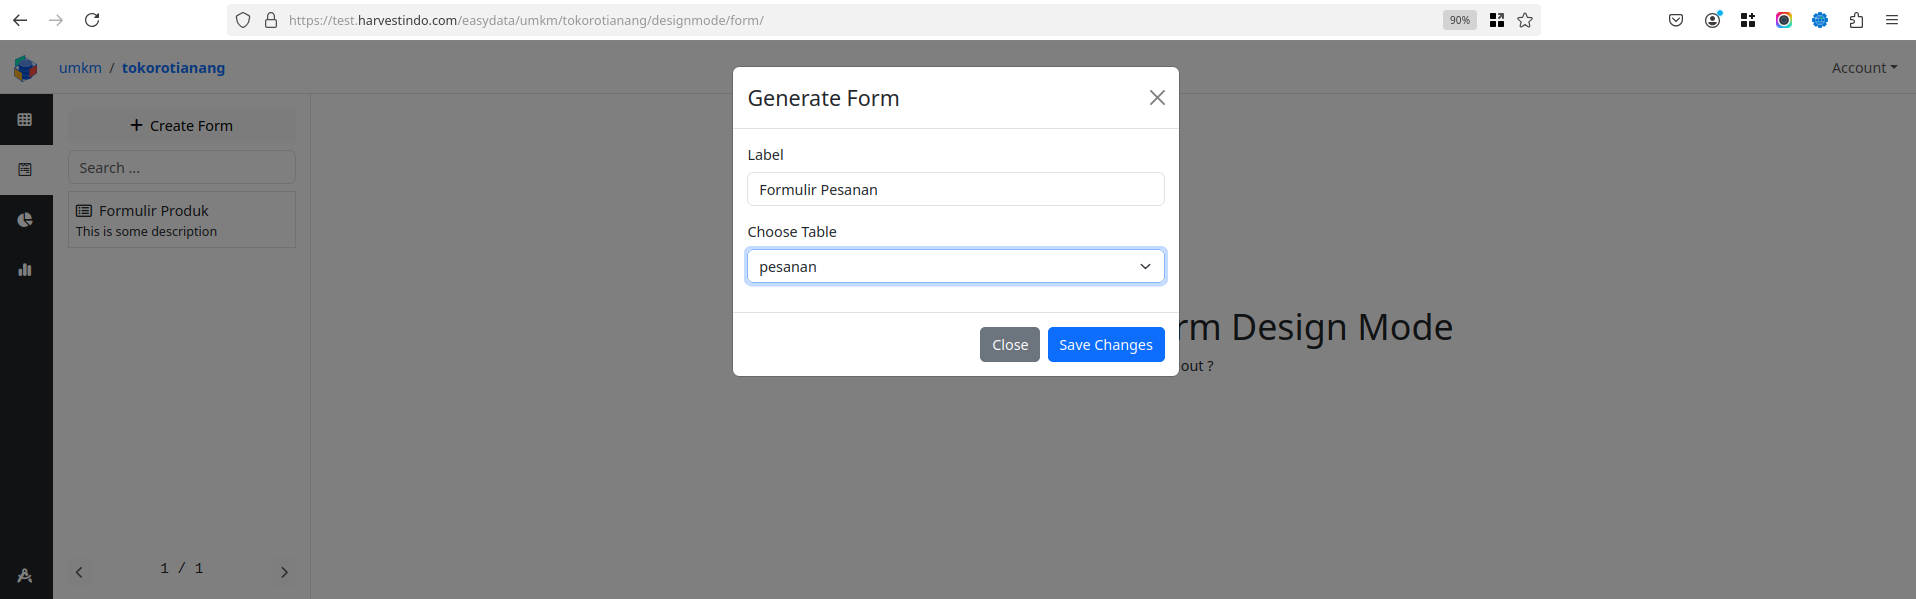 https://test.harvestindo.com/easydata/umkm/tokorotianang/designmode/form/
90%
umkm / tokorotianang
Account
Create Form
Search ...
Formulir Produk
This is some description
1 / 1
Generate Form
Label
Formulir Pesanan
Choose Table
pesanan
Close
Save Changes
rm Design Mode
out ?